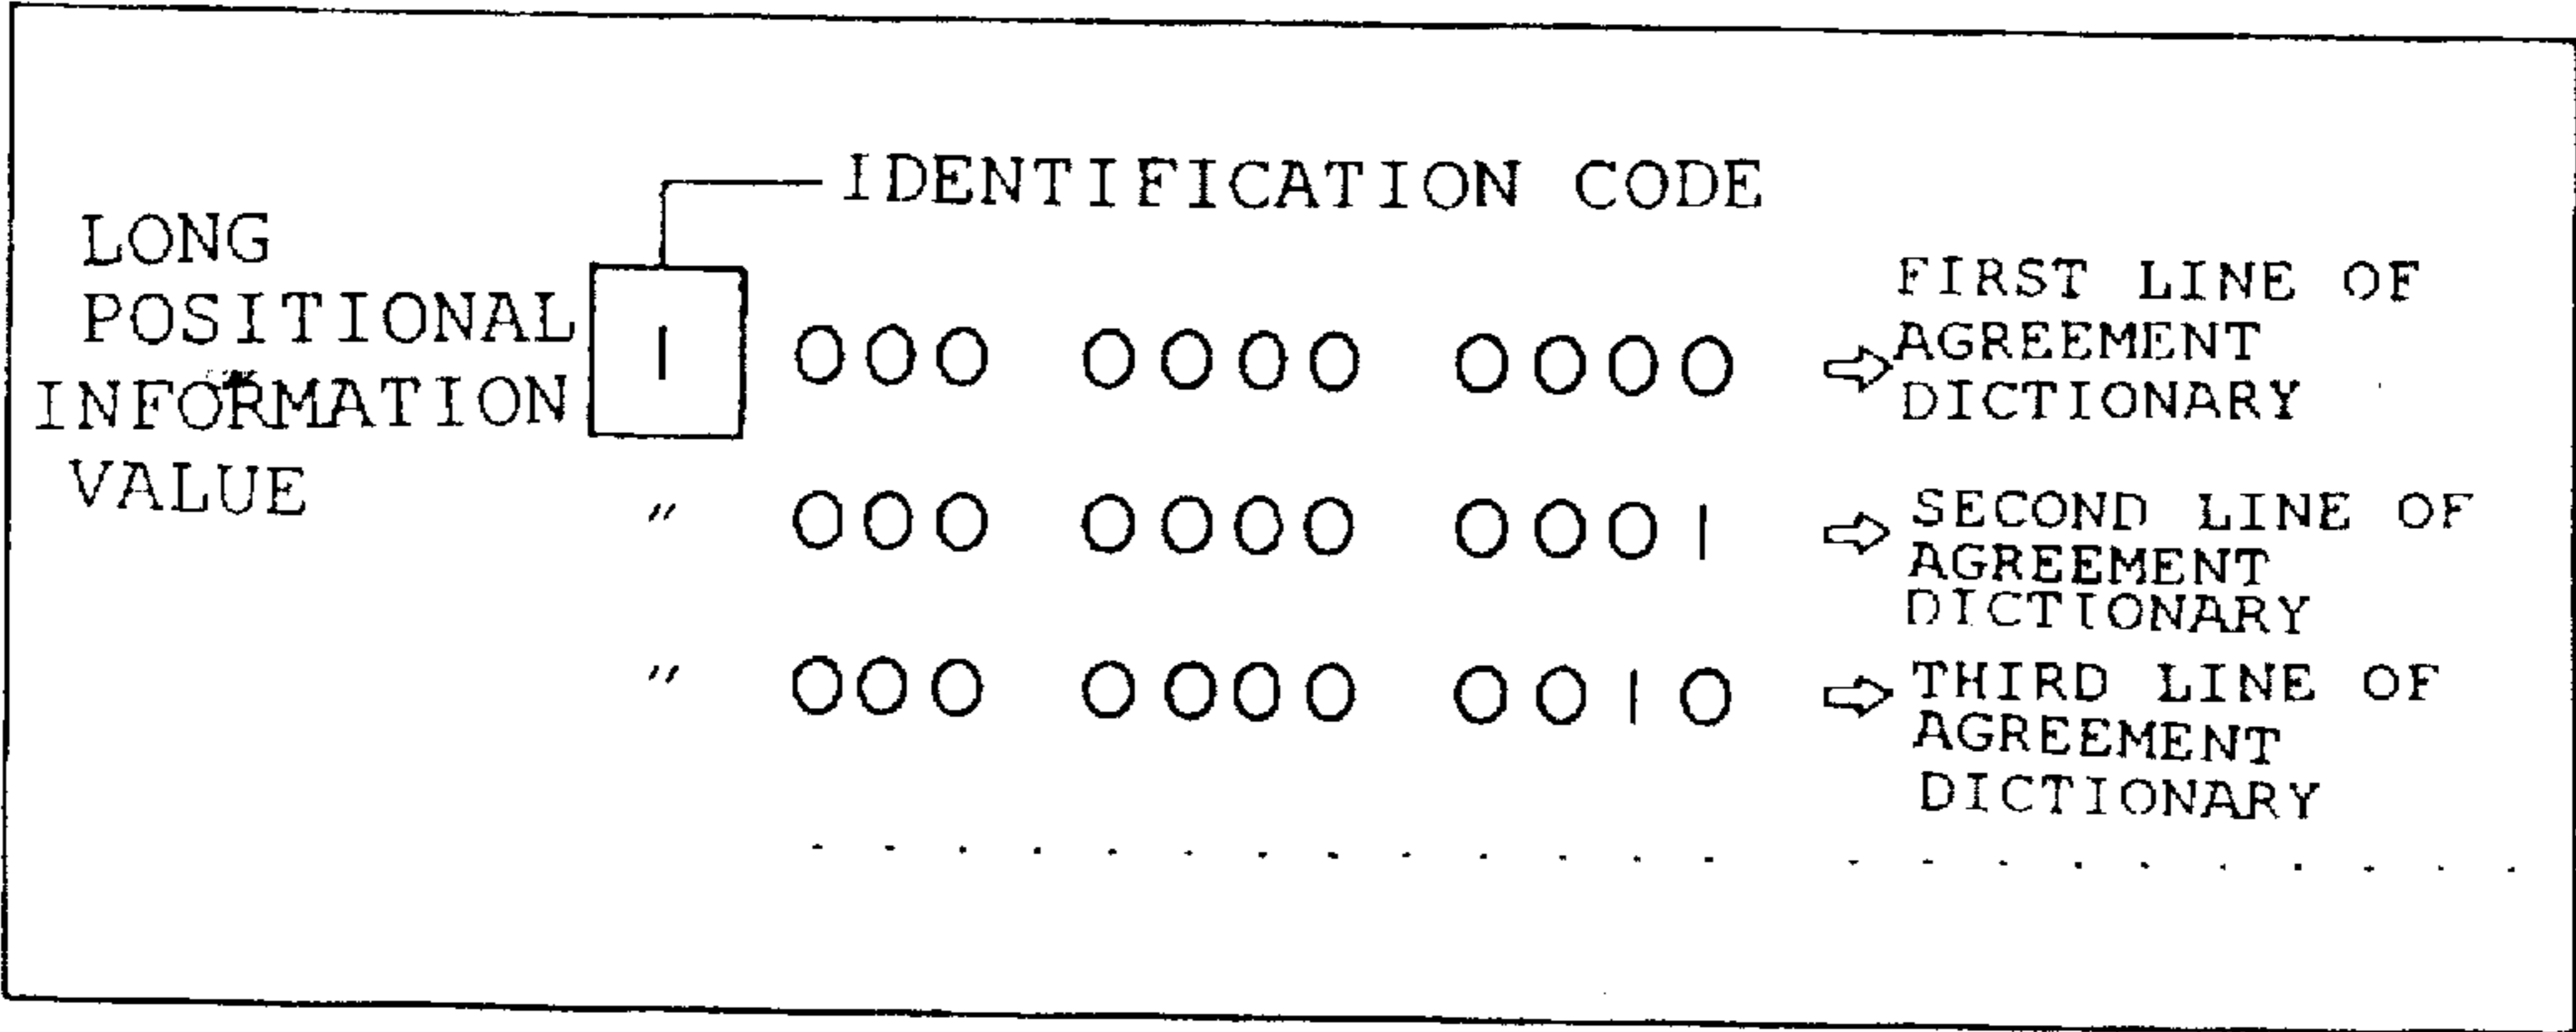 IDENTIFICATION CODE
LONG
POSITIONAL
INFORMATION
VALUE
1 000 0000 0000 ⇨ FIRST LINE OF
AGREEMENT
DICTIONARY
〃 000 0000 0001 ⇨ SECOND LINE OF
AGREEMENT
DICTIONARY
〃 000 0000 0010 ⇨ THIRD LINE OF
AGREEMENT
DICTIONARY